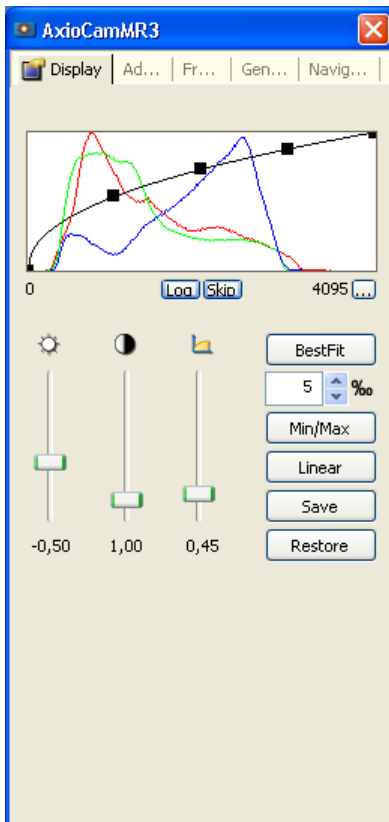 AxioCamMR3
Display Ad... Fr... Gen... Navig...
0 Log Skip 4095 ...
BestFit
5 ‰
Min/Max
Linear
Save
-0,50 1,00 0,45 Restore